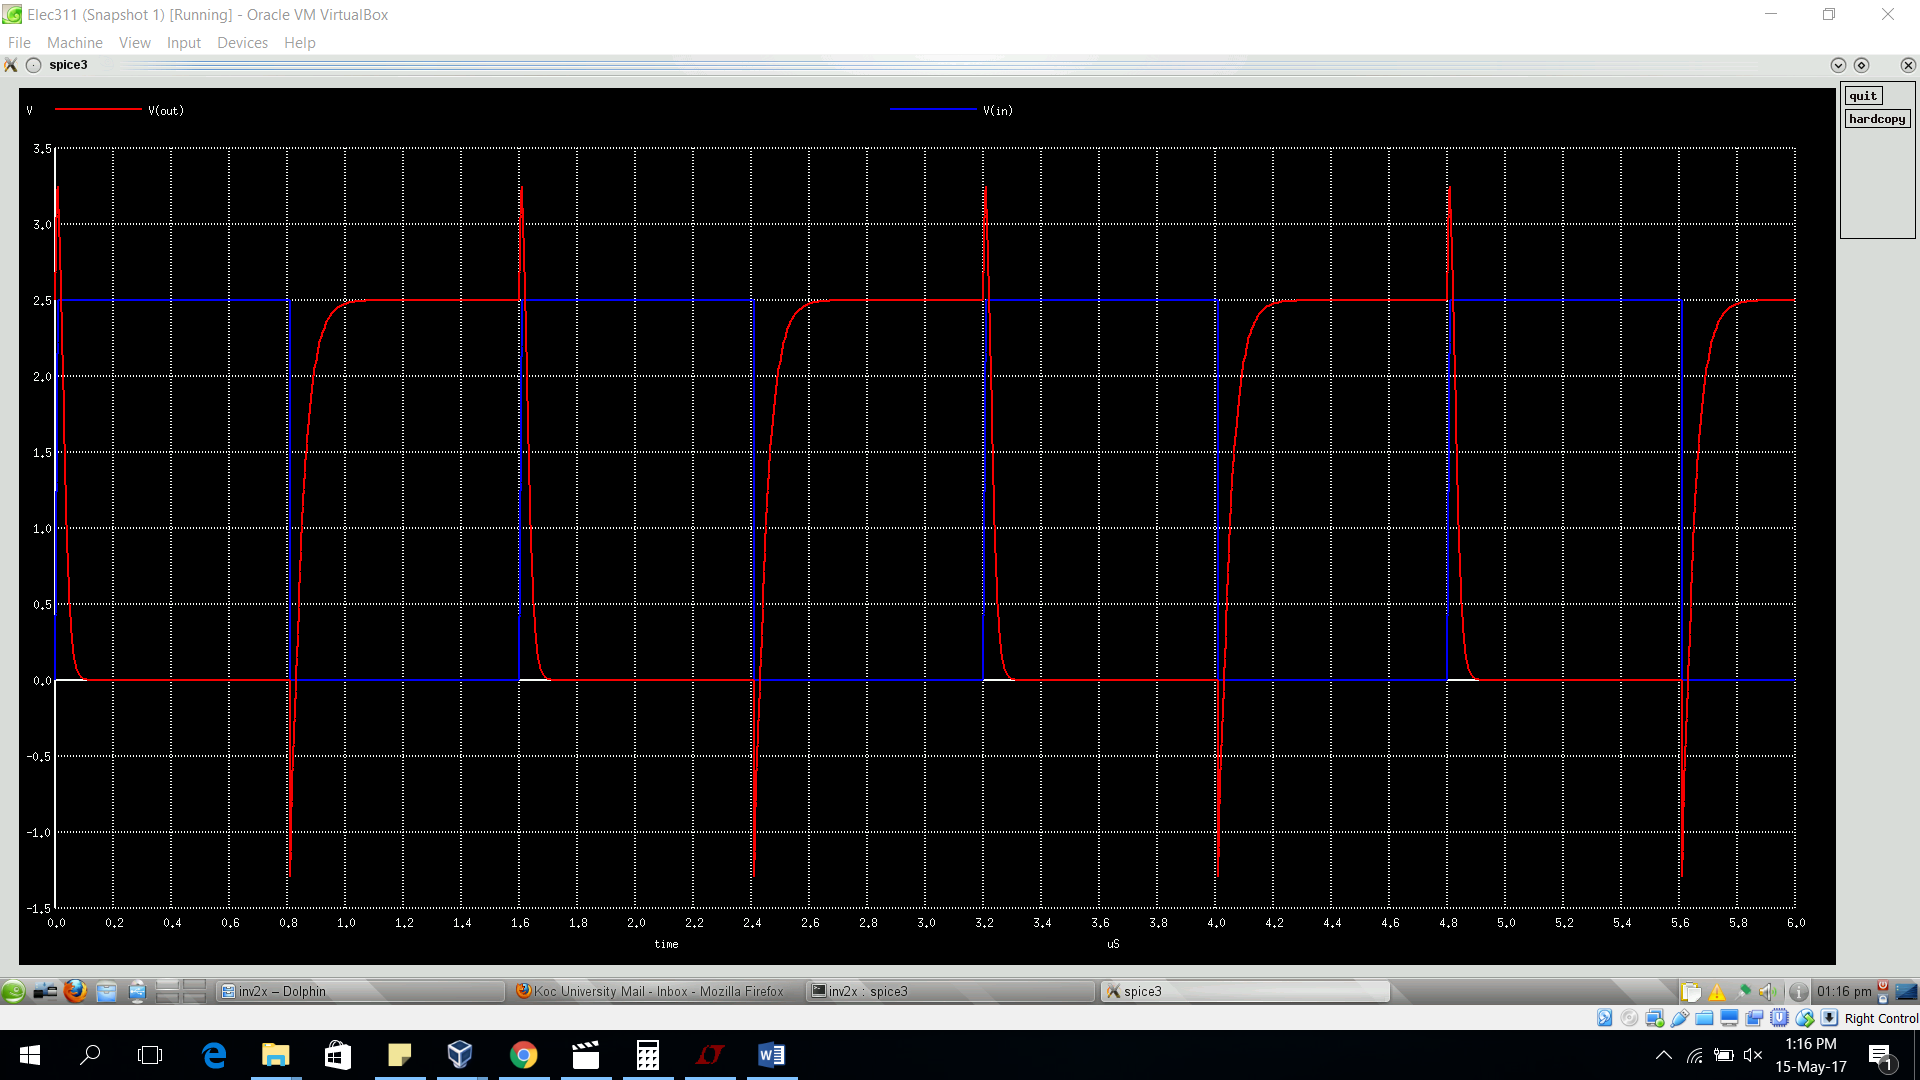 Elec311 (Snapshot 1) [Running] - Oracle VM VirtualBox
File Machine View Input Devices Help
spice3
quit
hardcopy
V V(out) V(in)
3.5
3.0
2.5
2.0
1.5
1.0
0.5
0.0
-0.5
-1.0
-1.5
0.0 0.2 0.4 0.6 0.8 1.0 1.2 1.4 1.6 1.8 2.0 2.2 2.4 2.6 2.8 3.0 3.2 3.4 3.6 3.8 4.0 4.2 4.4 4.6 4.8 5.0 5.2 5.4 5.6 5.8 6.0
time uS
inv2x – Dolphin Koc University Mail - Inbox - Mozilla Firefox inv2x : spice3 spice3 01:16 pm
Right Control
1:16 PM
15-May-17
1